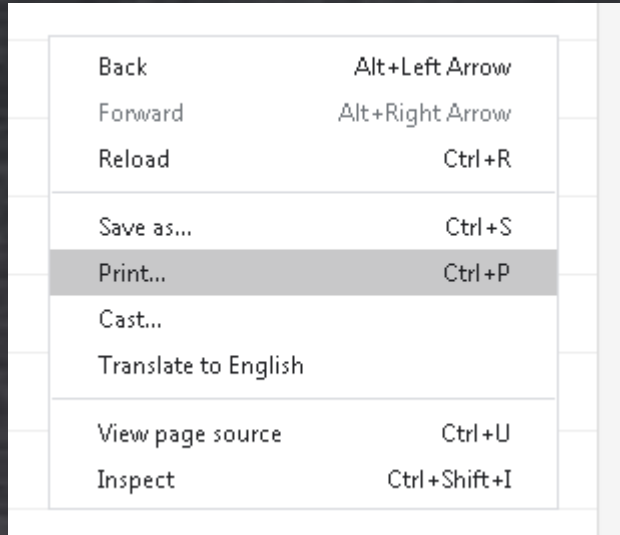 Back Alt+Left Arrow
Forward Alt+Right Arrow
Reload Ctrl+R
Save as... Ctrl+S
Print... Ctrl+P
Cast...
Translate to English
View page source Ctrl+U
Inspect Ctrl+Shift+I